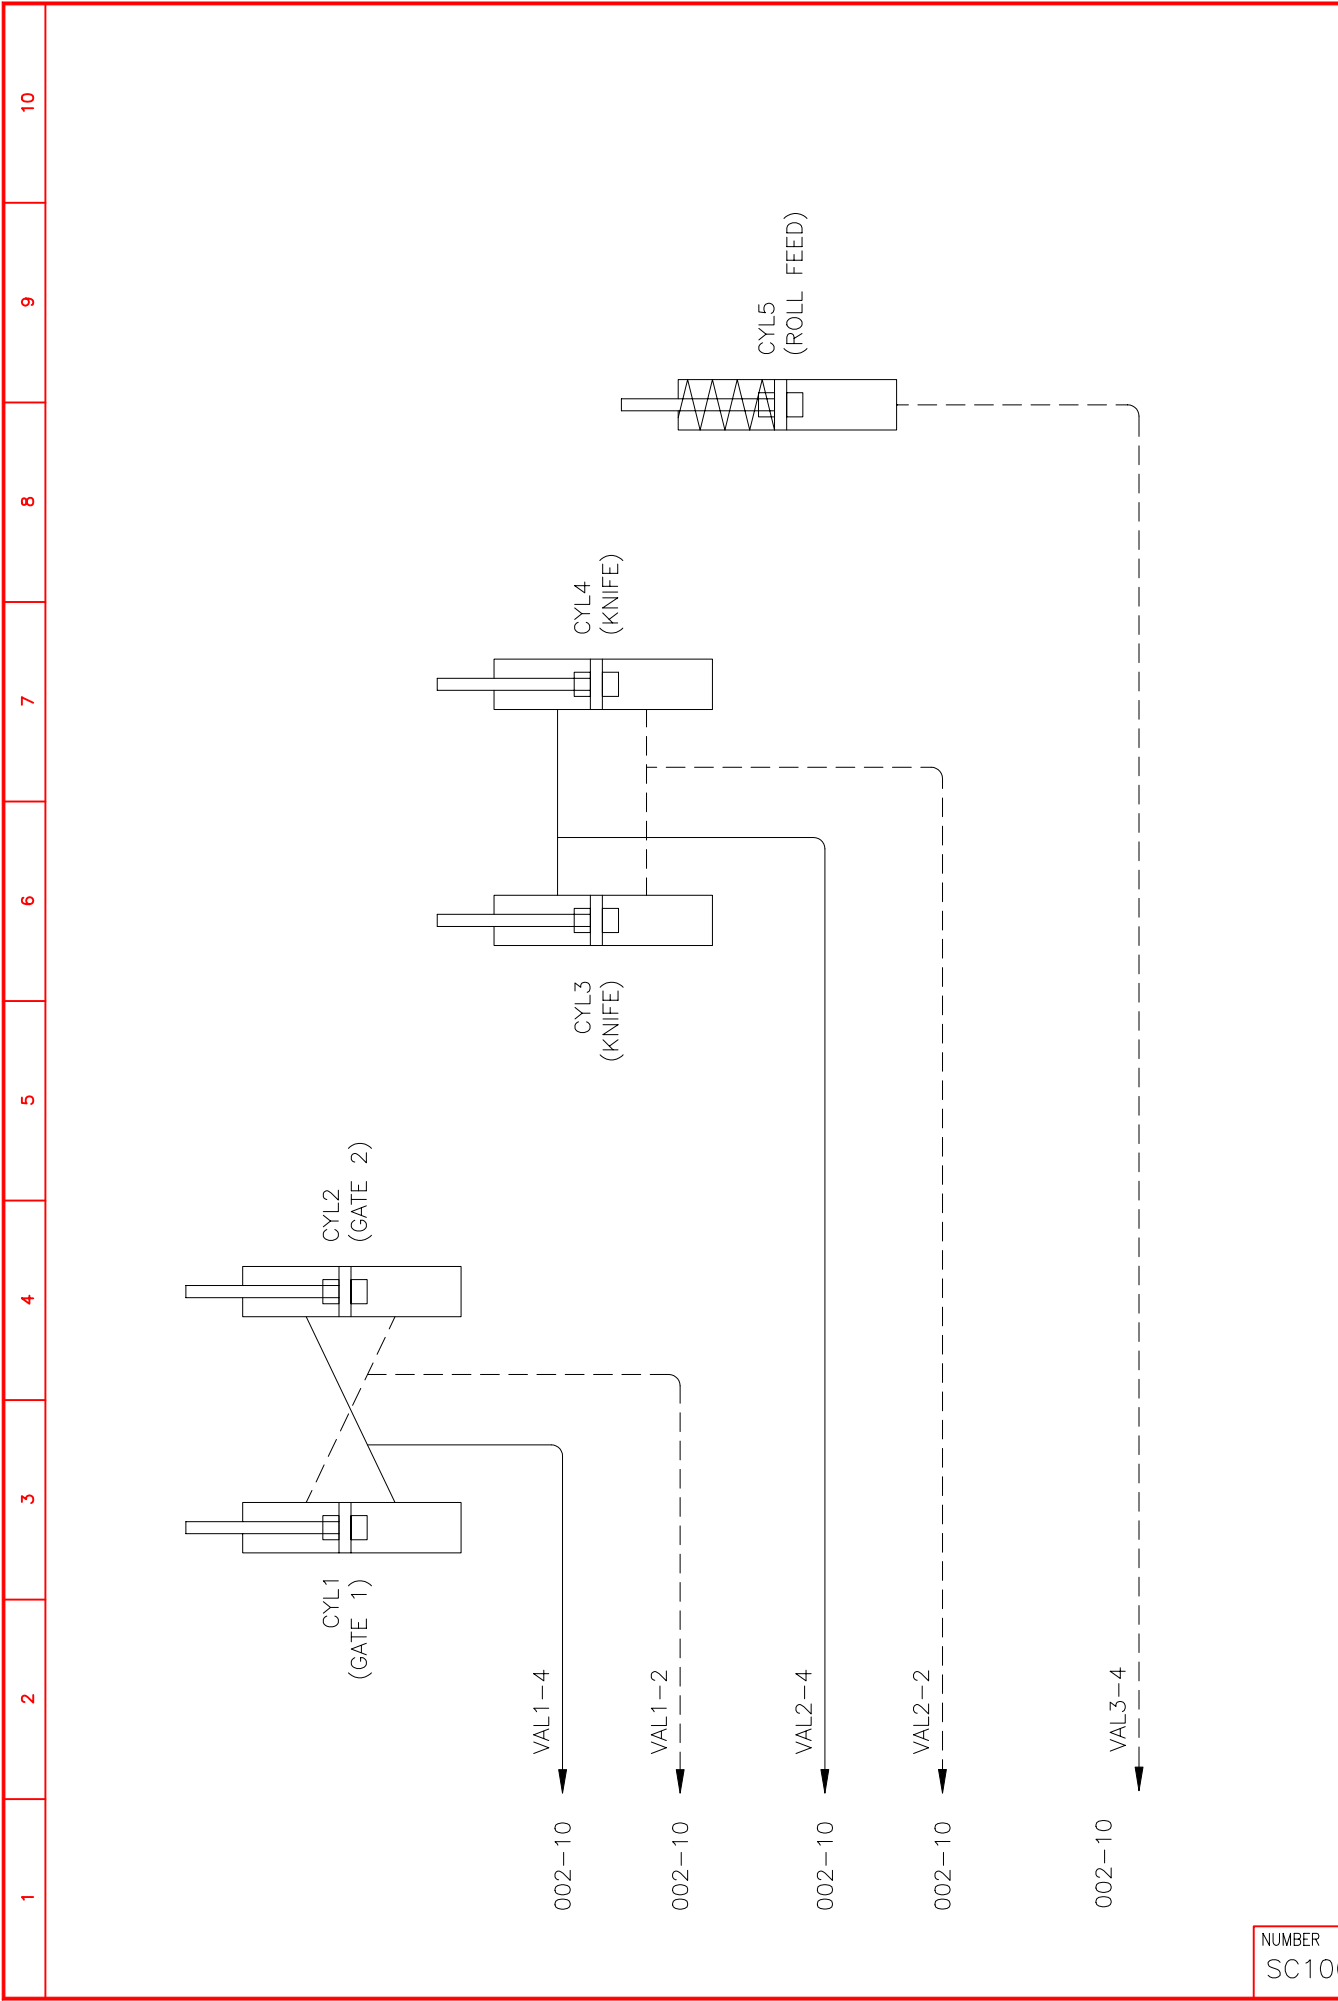 10
9
8
7
6
5
4
3
2
1
CYL1
(GATE 1)
CYL2
(GATE 2)
CYL3
(KNIFE)
CYL4
(KNIFE)
CYL5
(ROLL FEED)
VAL1-4
002-10
VAL1-2
002-10
VAL2-4
002-10
VAL2-2
002-10
VAL3-4
002-10
NUMBER